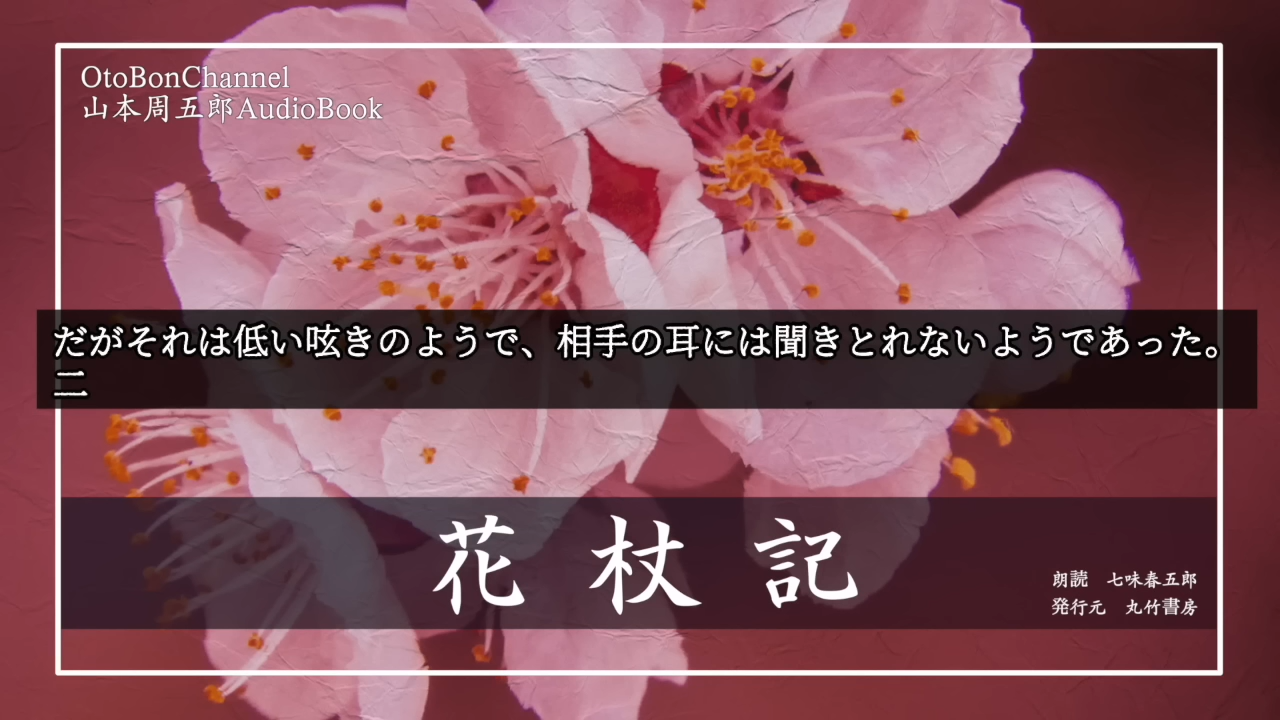 OtoBonChannel
山本周五郎AudioBook
だがそれは低い呟きのようで、相手の耳には聞きとれないようであった。
二
花杖記
朗読　七味春五郎
発行元　丸竹書房